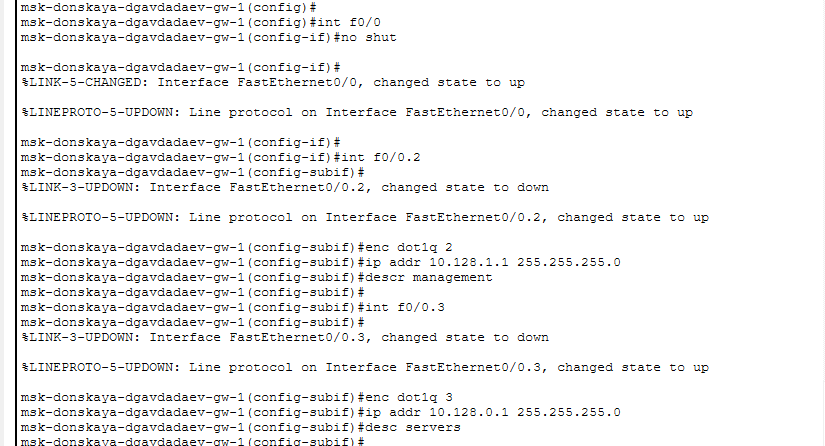 msk-donskaya-dgavdadaev-gw-1(config)#
msk-donskaya-dgavdadaev-gw-1(config)#int f0/0
msk-donskaya-dgavdadaev-gw-1(config-if)#no shut
msk-donskaya-dgavdadaev-gw-1(config-if)#
%LINK-5-CHANGED: Interface FastEthernet0/0, changed state to up
%LINEPROTO-5-UPDOWN: Line protocol on Interface FastEthernet0/0, changed state to up
msk-donskaya-dgavdadaev-gw-1(config-if)#
msk-donskaya-dgavdadaev-gw-1(config-if)#int f0/0.2
msk-donskaya-dgavdadaev-gw-1(config-subif)#
%LINK-3-UPDOWN: Interface FastEthernet0/0.2, changed state to down
%LINEPROTO-5-UPDOWN: Line protocol on Interface FastEthernet0/0.2, changed state to up
msk-donskaya-dgavdadaev-gw-1(config-subif)#enc dot1q 2
msk-donskaya-dgavdadaev-gw-1(config-subif)#ip addr 10.128.1.1 255.255.255.0
msk-donskaya-dgavdadaev-gw-1(config-subif)#descr management
msk-donskaya-dgavdadaev-gw-1(config-subif)#
msk-donskaya-dgavdadaev-gw-1(config-subif)#int f0/0.3
msk-donskaya-dgavdadaev-gw-1(config-subif)#
%LINK-3-UPDOWN: Interface FastEthernet0/0.3, changed state to down
%LINEPROTO-5-UPDOWN: Line protocol on Interface FastEthernet0/0.3, changed state to up
msk-donskaya-dgavdadaev-gw-1(config-subif)#enc dot1q 3
msk-donskaya-dgavdadaev-gw-1(config-subif)#ip addr 10.128.0.1 255.255.255.0
msk-donskaya-dgavdadaev-gw-1(config-subif)#desc servers
msk-donskaya-dgavdadaev-gw-1(config-subif)#